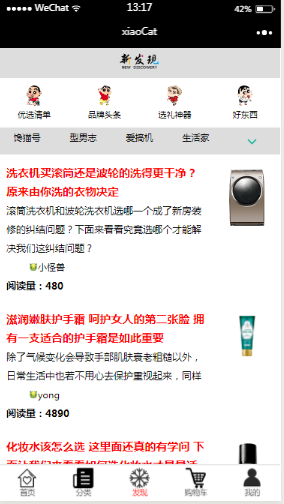 WeChat
13:17
42%
xiaoCat
新发现
NEW DISCOVERY
优选清单
品牌头条
选礼神器
好东西
馋猫号
型男志
爱搞机
生活家
洗衣机买滚筒还是波轮的洗得更干净？
原来由你洗的衣物决定
滚筒洗衣机和波轮洗衣机选哪一个成了新房装
修的纠结问题？下面来看看究竟选哪个才能解
决我们这纠结问题？
小怪兽
阅读量：480
滋润嫩肤护手霜 呵护女人的第二张脸 拥
有一支适合的护手霜是如此重要
除了气候变化会导致手部肌肤衰老粗糙以外，
日常生活中也若不用心去保护重视起来，同样
yong
阅读量：4890
化妆水该怎么选 这里面还真的有学问 下
首页
分类
发现
购物车
我的